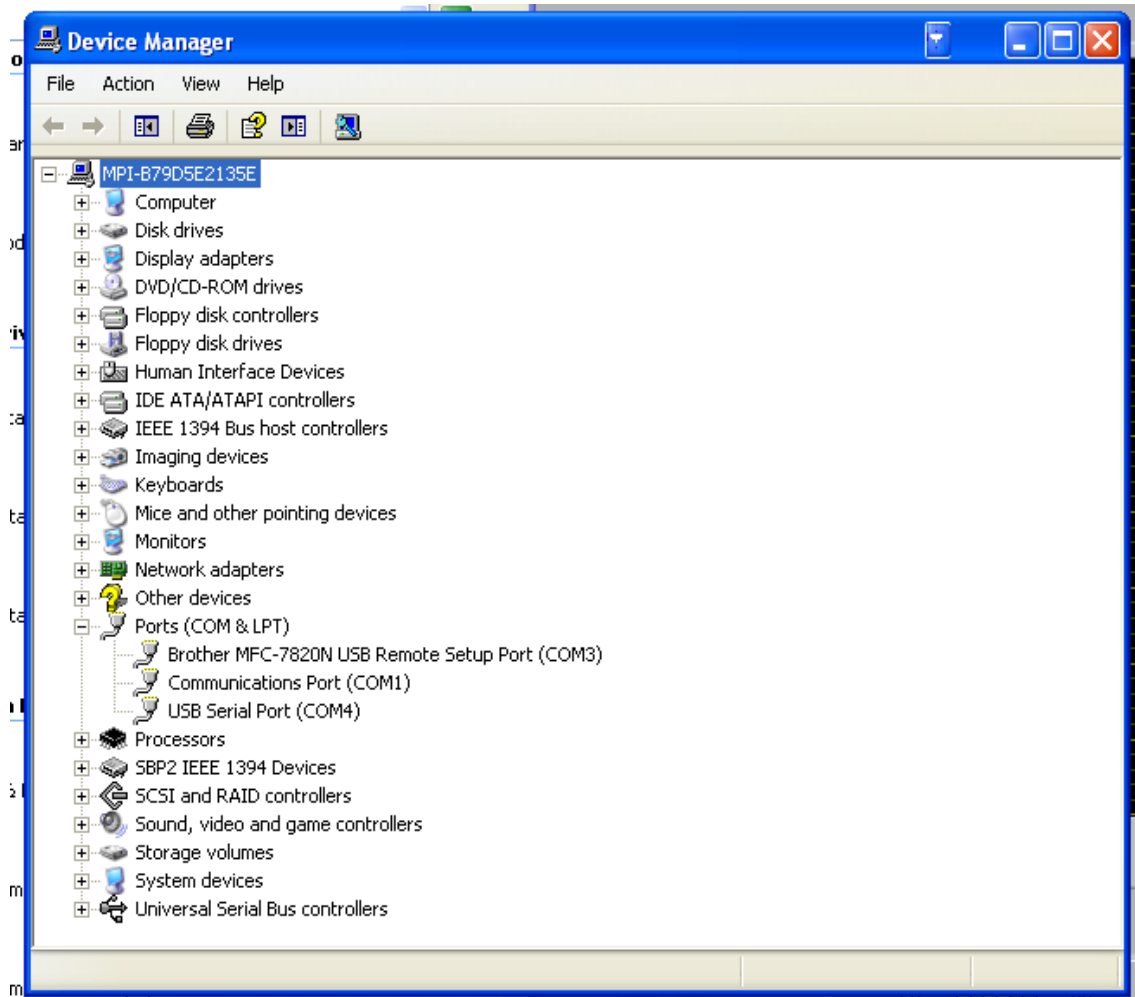 Device Manager
File Action View Help
MPI-B79D5E2135E
Computer
Disk drives
Display adapters
DVD/CD-ROM drives
Floppy disk controllers
Floppy disk drives
Human Interface Devices
IDE ATA/ATAPI controllers
IEEE 1394 Bus host controllers
Imaging devices
Keyboards
Mice and other pointing devices
Monitors
Network adapters
Other devices
Ports (COM & LPT)
Brother MFC-7820N USB Remote Setup Port (COM3)
Communications Port (COM1)
USB Serial Port (COM4)
Processors
SBP2 IEEE 1394 Devices
SCSI and RAID controllers
Sound, video and game controllers
Storage volumes
System devices
Universal Serial Bus controllers